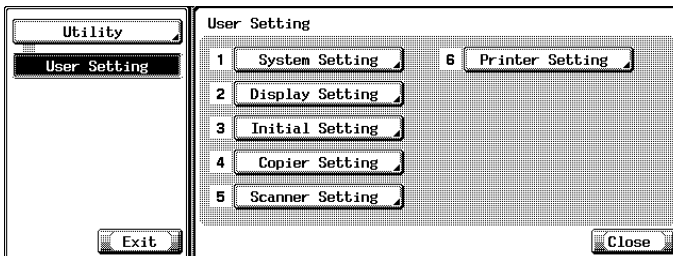 Utility
User Setting
Exit
User Setting
1 System Setting
2 Display Setting
3 Initial Setting
4 Copier Setting
5 Scanner Setting
6 Printer Setting
Close